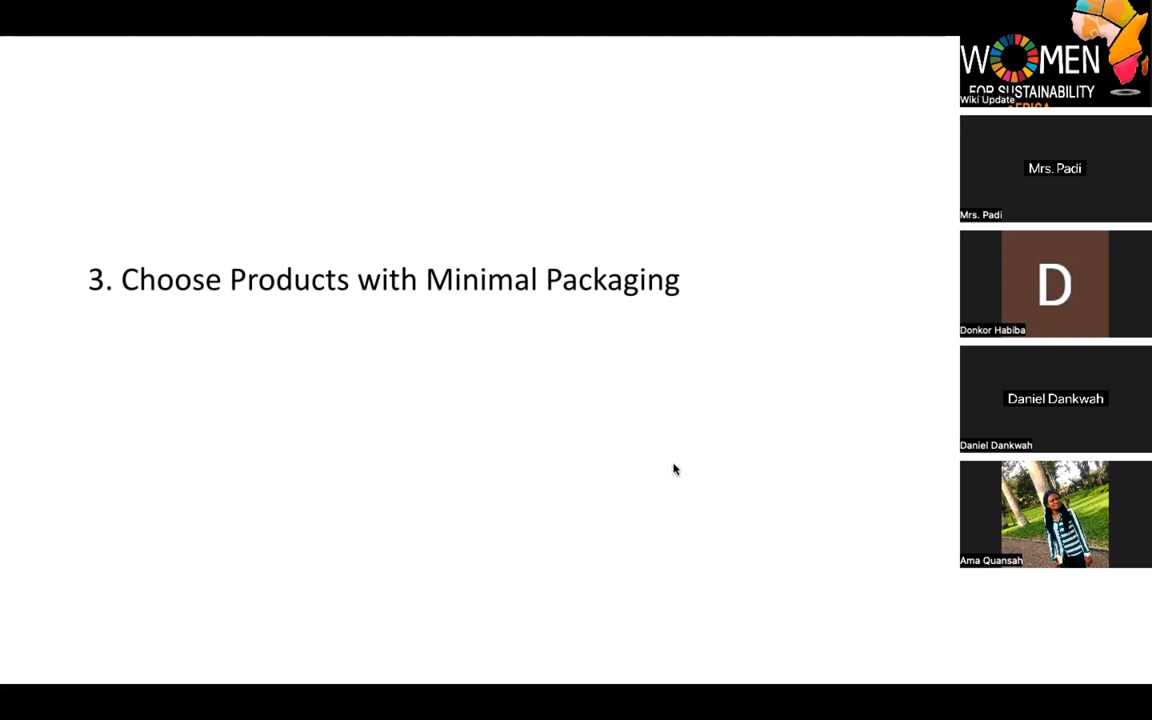 3. Choose Products with Minimal Packaging
WOMEN
FOR SUSTAINABILITY
Wiki Update
Mrs. Padi
Mrs. Padi
D
Donkor Habiba
Daniel Dankwah
Daniel Dankwah
Ama Quansah